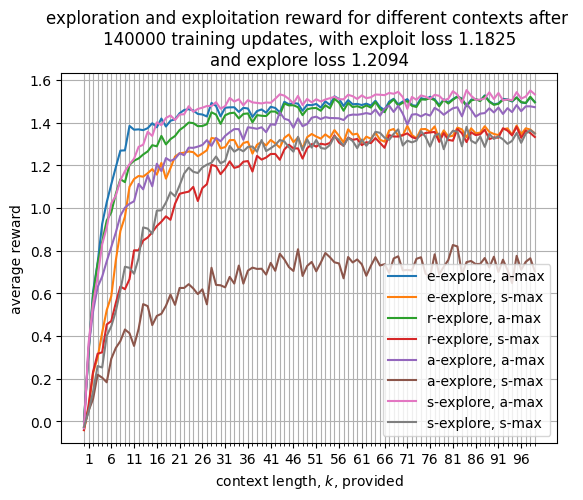 exploration and exploitation reward for different contexts after
140000 training updates, with exploit loss 1.1825
and explore loss 1.2094
1.6
1.4
1.2
1.0
0.8
0.6
0.4
0.2
0.0
average reward
e-explore, a-max
e-explore, s-max
r-explore, a-max
r-explore, s-max
a-explore, a-max
a-explore, s-max
s-explore, a-max
s-explore, s-max
1 6 11 16 21 26 31 36 41 46 51 56 61 66 71 76 81 86 91 96
context length, k, provided